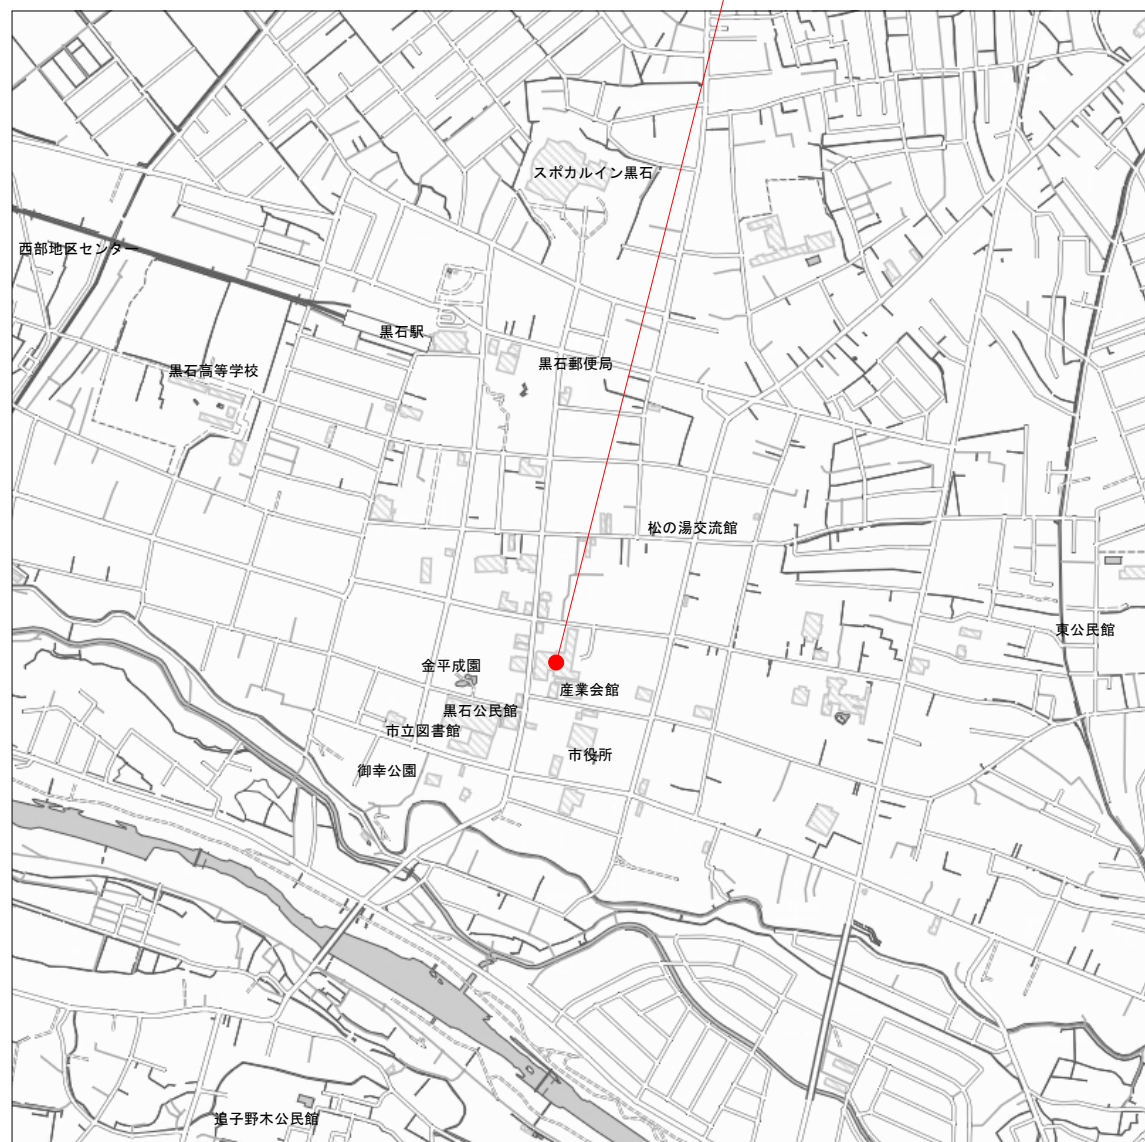 スポカルイン黒石
西部地区センター
黒石駅
黒石郵便局
黒石高等学校
松の湯交流館
東公民館
金平成園
産業会館
黒石公民館
市立図書館
市役所
御幸公園
追子野木公民館